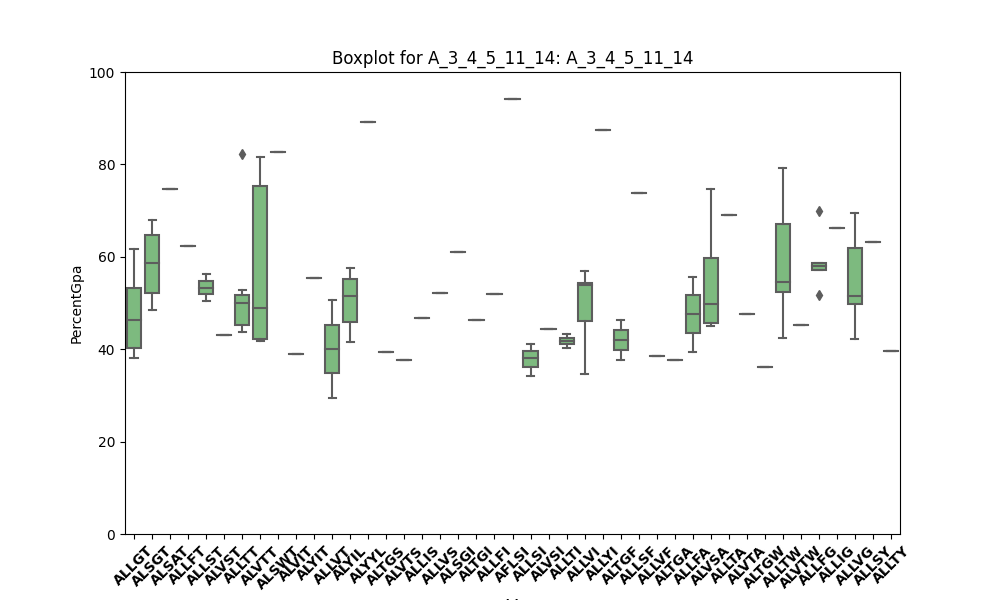 Boxplot for A_3_4_5_11_14: A_3_4_5_11_14
PercentGpa
100
80
60
40
20
0
ALLGT
ALSGT
ALSAT
ALLFT
ALLST
ALVST
ALLTT
ALVTT
ALSWT
ALVIT
ALYIT
ALLVT
ALYIL
ALYYL
ALTGS
ALVTS
ALLIS
ALLVS
ALSGI
ALTGI
ALLFI
AFLSI
ALLSI
ALVSI
ALLTI
ALLVI
ALLYI
ALTGF
ALLSF
ALLVF
ALTGA
ALLFA
ALVSA
ALLTA
ALVTA
ALTGW
ALLTW
ALVTW
ALLFG
ALLIG
ALLVG
ALLSY
ALLTY